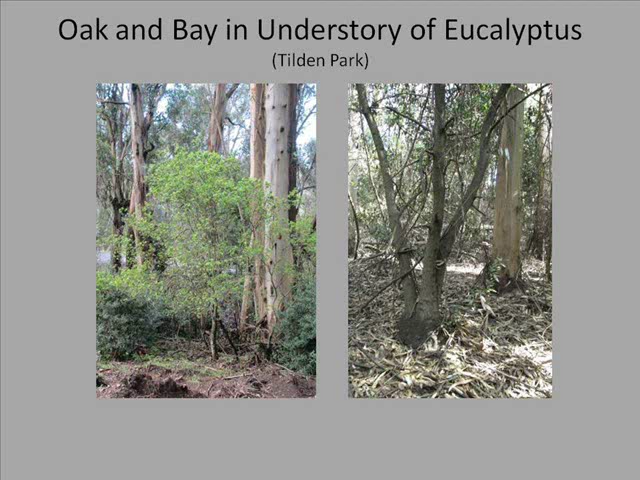 Oak and Bay in Understory of Eucalyptus
(Tilden Park)